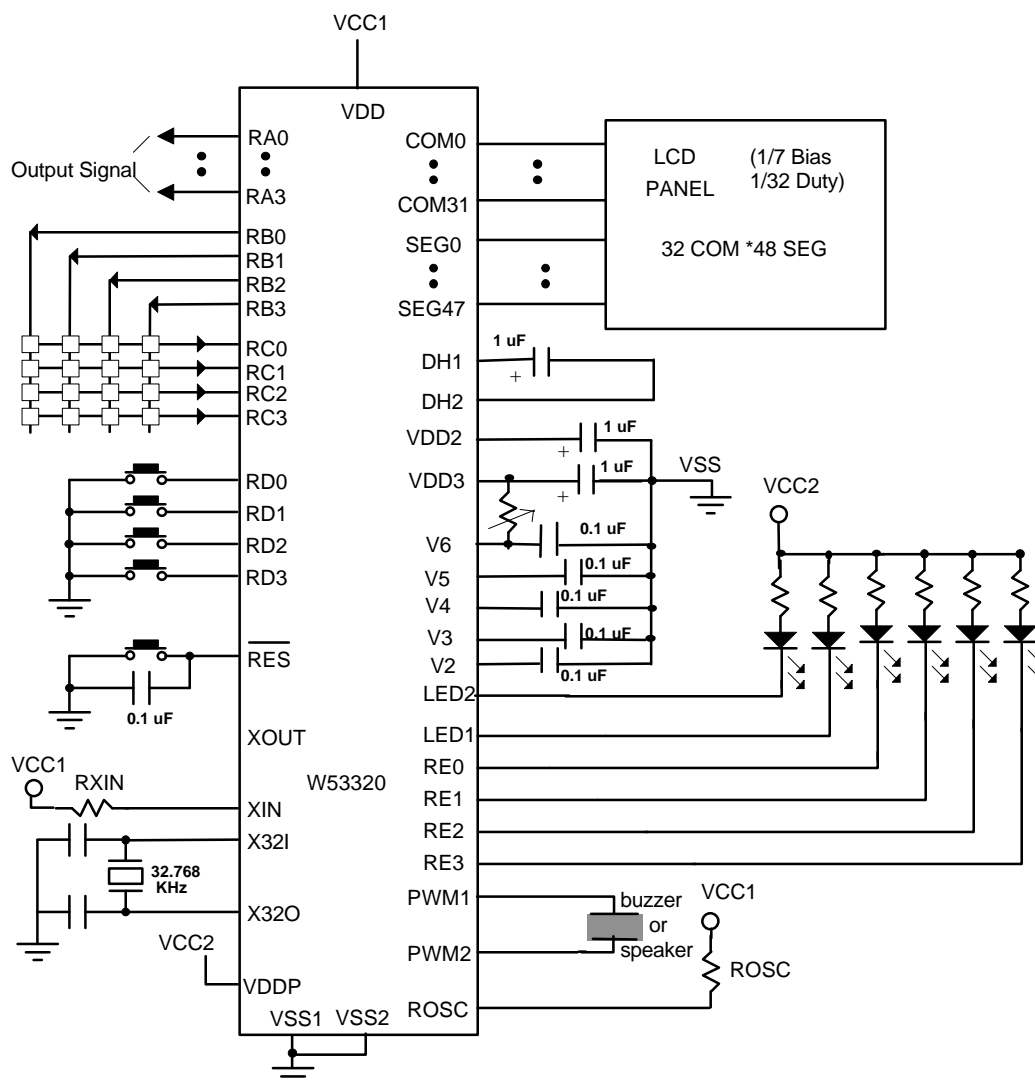 VCC1
VDD
Output Signal
RA0
RA3
RB0
RB1
RB2
RB3
RC0
RC1
RC2
RC3
RD0
RD1
RD2
RD3
RES
0.1 uF
XOUT
W53320
VCC1
RXIN
XIN
X32I
32.768
KHz
X32O
VCC2
VDDP
VSS1
VSS2
COM0
COM31
SEG0
SEG47
LCD
PANEL
(1/7 Bias
1/32 Duty)
32 COM *48 SEG
DH1
1 uF
+
DH2
VDD2
1 uF
+
VDD3
1 uF
+
VSS
V6
0.1 uF
V5
0.1 uF
V4
0.1 uF
V3
0.1 uF
V2
0.1 uF
VCC2
LED2
LED1
RE0
RE1
RE2
RE3
PWM1
PWM2
buzzer
or
speaker
VCC1
ROSC
ROSC